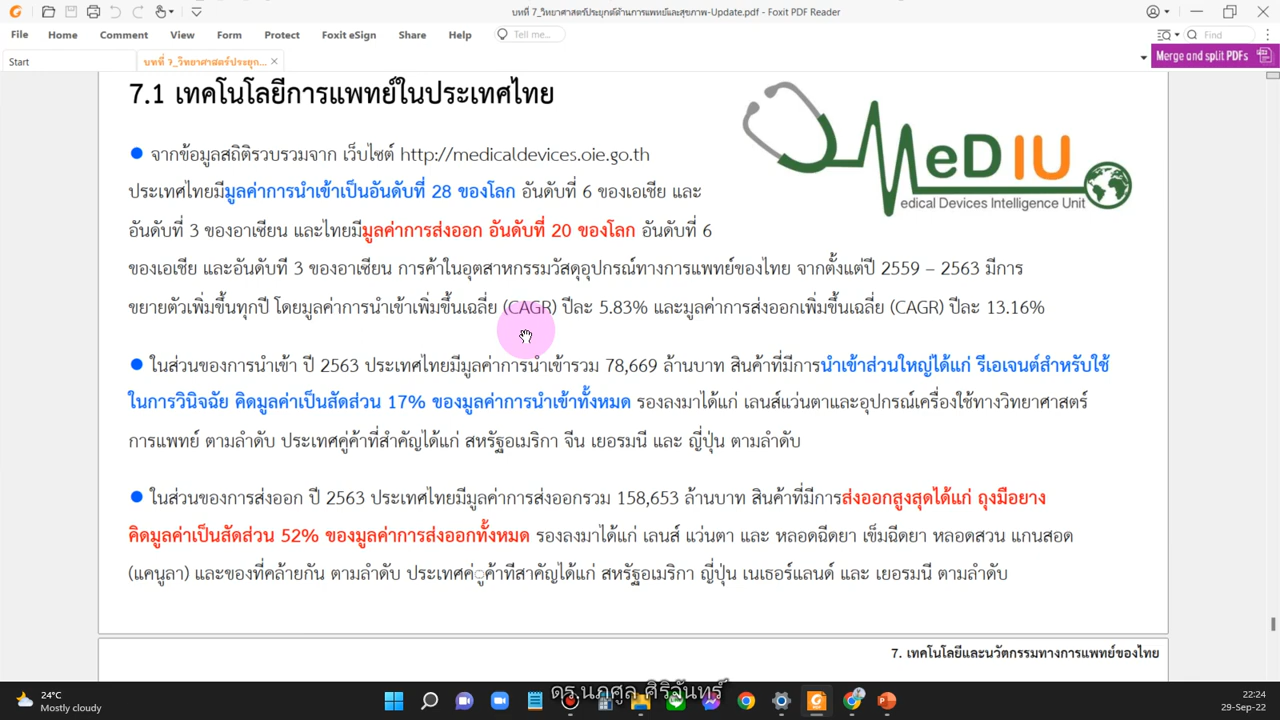 บทที่ 7_วิทยาศาสตร์ประยุกต์ด้านการแพทย์และสุขภาพ-Update.pdf - Foxit PDF Reader
File Home Comment View Form Protect Foxit eSign Share Help Tell me... Find
Start บทที่ 7_วิทยาศาสตร์ประยุก... Merge and split PDFs
7.1 เทคโนโลยีการแพทย์ในประเทศไทย
MeDIU
edical Devices Intelligence Unit
จากข้อมูลสถิติรวบรวมจาก เว็บไซต์ http://medicaldevices.oie.go.th
ประเทศไทยมีมูลค่าการนำเข้าเป็นอันดับที่ 28 ของโลก อันดับที่ 6 ของเอเซีย และ
อันดับที่ 3 ของอาเซียน และไทยมีมูลค่าการส่งออก อันดับที่ 20 ของโลก อันดับที่ 6
ของเอเชีย และอันดับที 3 ของอาเซียน การค้าในอุตสาหกรรมวัสดุอุปกรณ์ทางการแพทย์ของไทย จากตั้งแต่ปี 2559 – 2563 มีการ
ขยายตัวเพิ่มขึ้นทุกปี โดยมูลค่าการนำเข้าเพิ่มขึ้นเฉลี่ย (CAGR) ปีละ 5.83% และมูลค่าการส่งออกเพิ่มขึ้นเฉลี่ย (CAGR) ปีละ 13.16%
ในส่วนของการนำเข้า ปี 2563 ประเทศไทยมีมูลค่าการนำเข้ารวม 78,669 ล้านบาท สินค้าที่มีการนำเข้าส่วนใหญ่ได้แก่ รีเอเจนต์สำหรับใช้
ในการวินิจฉัย คิดมูลค่าเป็นสัดส่วน 17% ของมูลค่าการนำเข้าทั้งหมด รองลงมาได้แก่ เลนส์แว่นตาและอุปกรณ์เครื่องใช้ทางวิทยาศาสตร์
การแพทย์ ตามลำดับ ประเทศคู่ค้าที่สำคัญได้แก่ สหรัฐอเมริกา จีน เยอรมนี และ ญี่ปุ่น ตามลำดับ
ในส่วนของการส่งออก ปี 2563 ประเทศไทยมีมูลค่าการส่งออกรวม 158,653 ล้านบาท สินค้าที่มีการส่งออกสูงสุดได้แก่ ถุงมือยาง
คิดมูลค่าเป็นสัดส่วน 52% ของมูลค่าการส่งออกทั้งหมด รองลงมาได้แก่ เลนส์ แว่นตา และ หลอดฉีดยา เข็มฉีดยา หลอดสวน แกนสอด
(แคนูลา) และของที่คล้ายกัน ตามลำดับ ประเทศคู่ค้าทีสาคัญได้แก่ สหรัฐอเมริกา ญี่ปุ่น เนเธอร์แลนด์ และ เยอรมนี ตามลำดับ
7. เทคโนโลยีและนวัตกรรมทางการแพทย์ของไทย
24°C
Mostly cloudy
ดร.นภศูล ศิริจันทร์
22:24
29-Sep-22